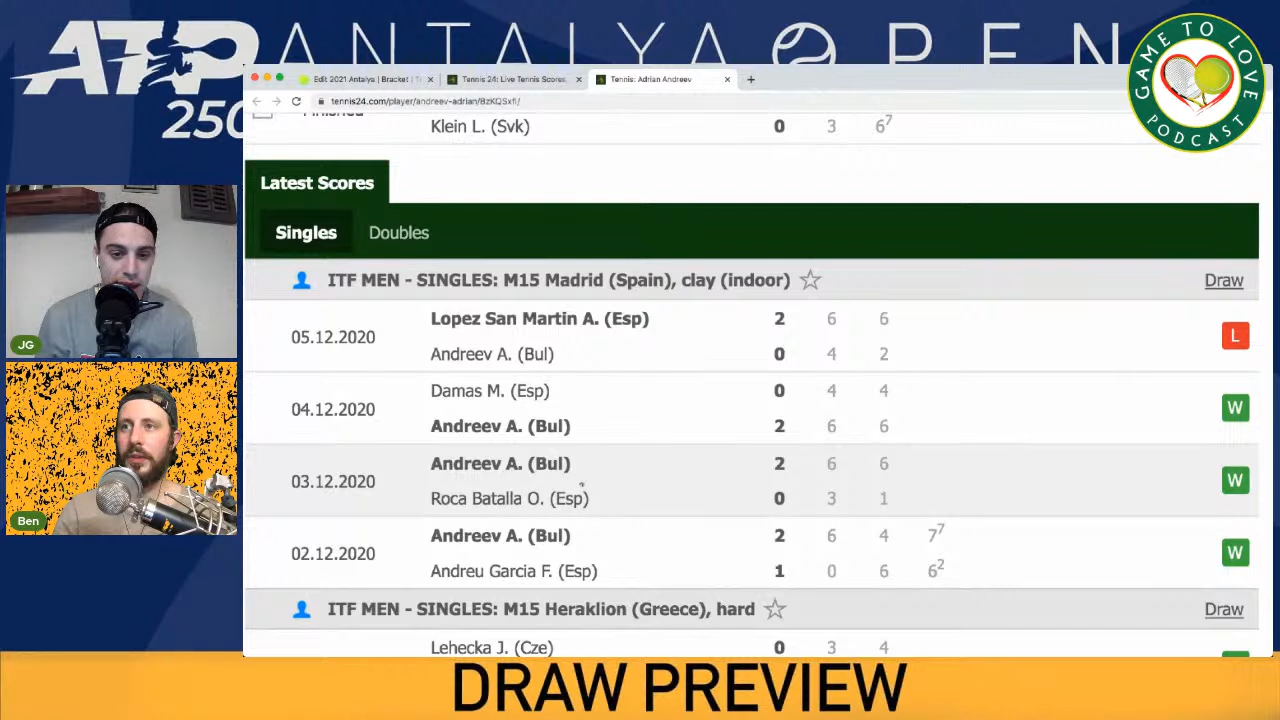 ATP ANTALYA OPEN
250
GAME TO LOVE
PODCAST
Edit 2021 Antalya | Bracket | T
Tennis 24: Live Tennis Scores,
Tennis: Adrian Andreev
tennis24.com/player/andreev-adrian/8zKQSxfI/
Finished
Klein L. (Svk) 0 3 6⁷
Latest Scores
Singles Doubles
ITF MEN - SINGLES: M15 Madrid (Spain), clay (indoor) Draw
Lopez San Martin A. (Esp) 2 6 6
05.12.2020 L
Andreev A. (Bul) 0 4 2
Damas M. (Esp) 0 4 4
04.12.2020 W
Andreev A. (Bul) 2 6 6
Andreev A. (Bul) 2 6 6
03.12.2020 W
Roca Batalla O. (Esp) 0 3 1
Andreev A. (Bul) 2 6 4 7⁷
02.12.2020 W
Andreu Garcia F. (Esp) 1 0 6 6²
ITF MEN - SINGLES: M15 Heraklion (Greece), hard Draw
Lehecka J. (Cze) 0 3 4
JG
Ben
DRAW PREVIEW